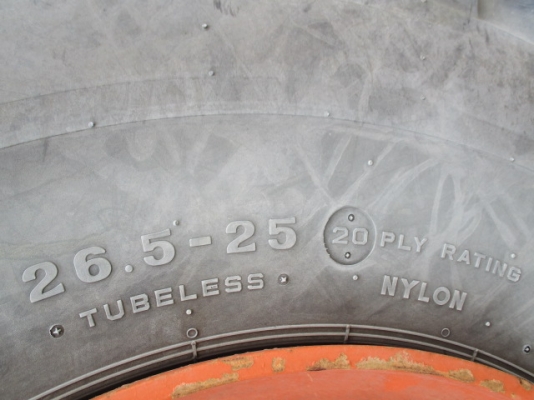 26.5-25
TUBELESS
20 PLY RATING
NYLON